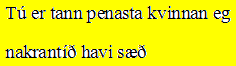 Tú er tann penasta kvinnan eg
nakrantíð havi sæð